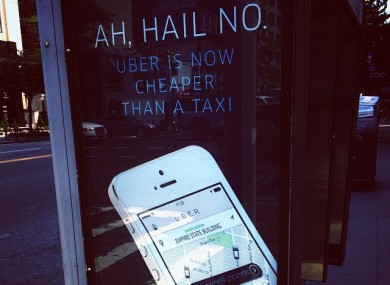 AH, HAIL NO.
UBER IS NOW
CHEAPER
THAN A TAXI
UBER
EMPIRE STATE BUILDING